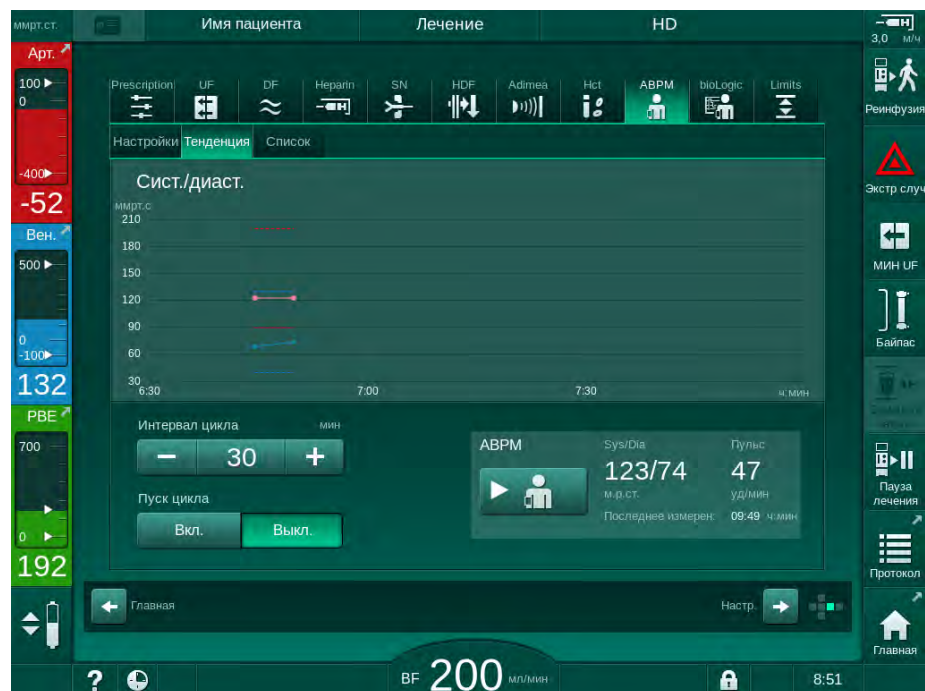 ммрт.ст.
Имя пациента
Лечение
HD
3,0 м/ч
Арт.
100
0
-400
-52
Вен.
500
0
-100
132
PBE
700
0
192
Prescription
UF
DF
Heparin
SN
HDF
Adimea
Hct
ABPM
bioLogic
Limits
Настройки
Тенденция
Список
Сист./диаст.
ммрт.с
210
180
150
120
90
60
30
6:30
7:00
7:30
ч:мин
Интервал цикла
мин
30
Пуск цикла
Вкл.
Выкл.
ABPM
Sys/Dia
Пульс
123/74
47
м.р.ст.
уд/мин
Последнее измерен:
09:49 ч:мин
Главная
Настр.
Реинфузия
Экстр случ
МИН UF
Байпас
Пауза
лечения
Протокол
Главная
?
BF 200 мл/мин
8:51